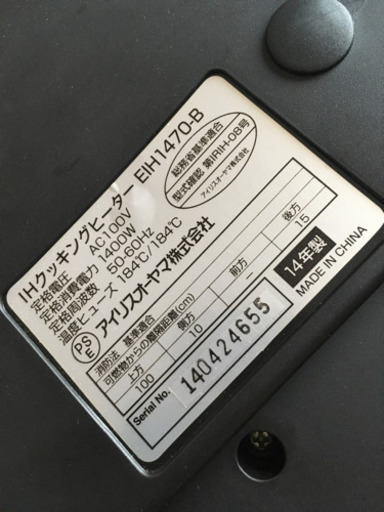 IHクッキングヒーター EIH1470-B
定格電圧 AC100V
定格消費電力 1400W
定格周波数 50-60Hz
温度ヒューズ 184℃/184℃
総務省基準適合
型式確認 第IRIH-08号
アイリスオーヤマ株式会社
PS
E
アイリスオーヤマ株式会社
消防法 基準適合
可燃物からの離隔距離(cm)
上方 側方 前方 後方
100 10 － 15
14年製
Serial No. 140424655
MADE IN CHINA